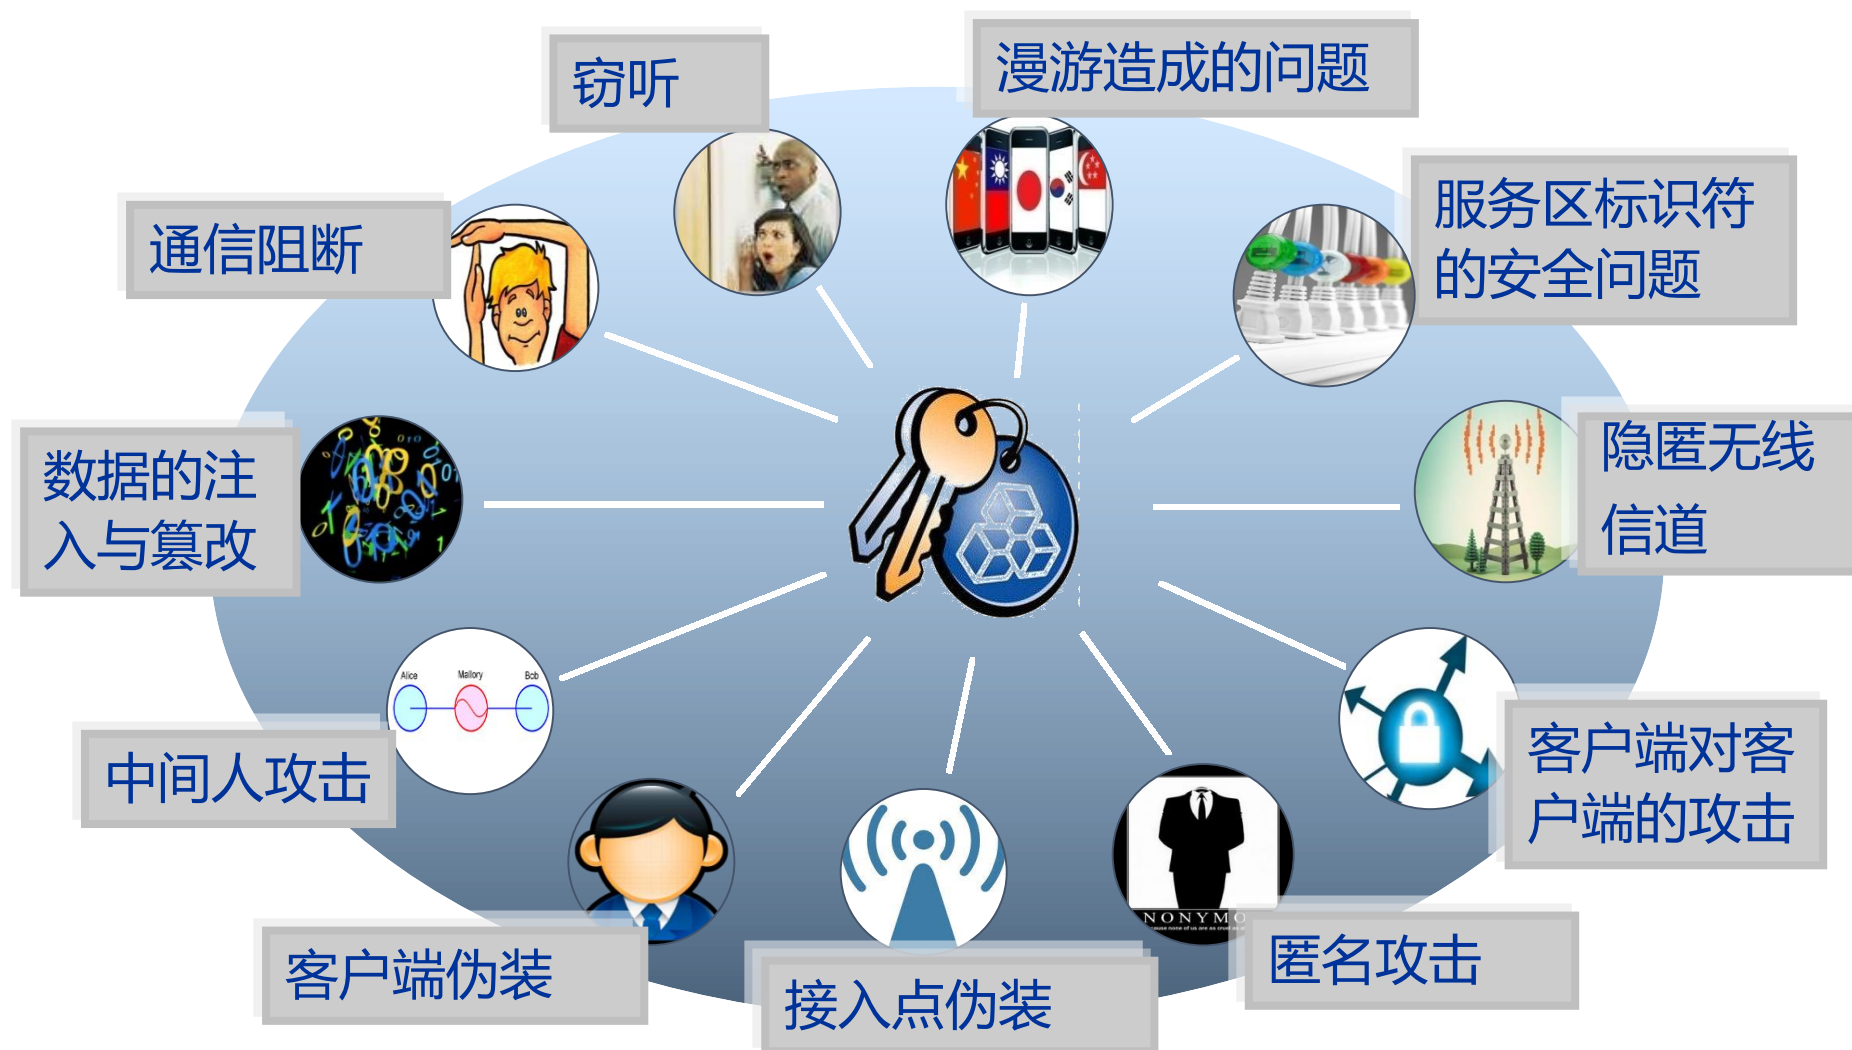 窃听
漫游造成的问题
通信阻断
服务区标识符
的安全问题
数据的注
入与篡改
隐匿无线
信道
Alice
Mallory
Bob
中间人攻击
客户端对客
户端的攻击
NONYMO
客户端伪装
接入点伪装
匿名攻击